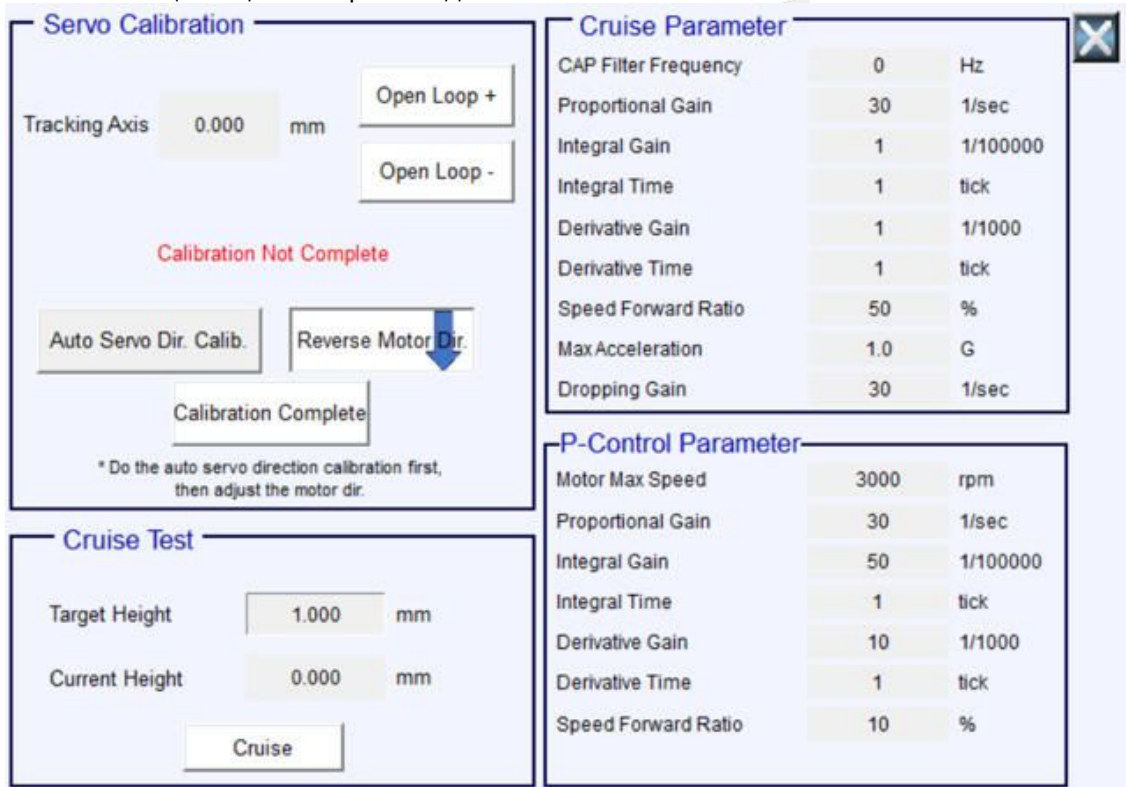 Servo Calibration
Tracking Axis 0.000 mm
Open Loop +
Open Loop -
Calibration Not Complete
Auto Servo Dir. Calib.
Reverse Motor Dir.
Calibration Complete
* Do the auto servo direction calibration first,
then adjust the motor dir.
Cruise Test
Target Height 1.000 mm
Current Height 0.000 mm
Cruise
Cruise Parameter
CAP Filter Frequency 0 Hz
Proportional Gain 30 1/sec
Integral Gain 1 1/100000
Integral Time 1 tick
Derivative Gain 1 1/1000
Derivative Time 1 tick
Speed Forward Ratio 50 %
Max Acceleration 1.0 G
Dropping Gain 30 1/sec
P-Control Parameter
Motor Max Speed 3000 rpm
Proportional Gain 30 1/sec
Integral Gain 50 1/100000
Integral Time 1 tick
Derivative Gain 10 1/1000
Derivative Time 1 tick
Speed Forward Ratio 10 %